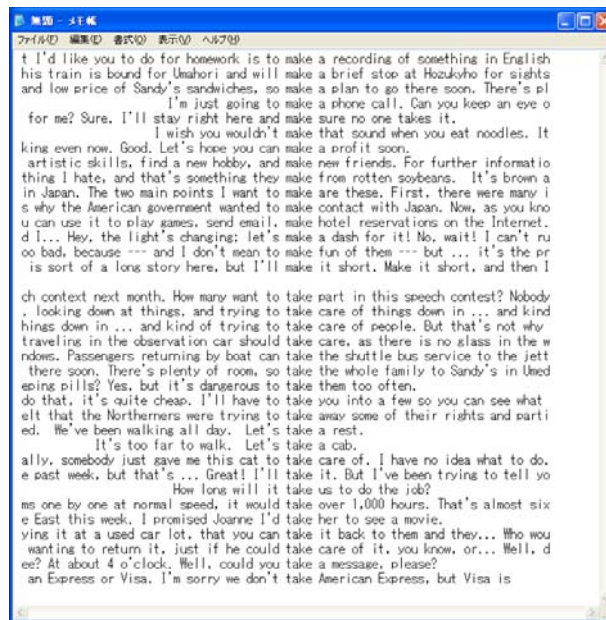 無題 - メモ帳
ファイル(F) 編集(E) 書式(O) 表示(V) ヘルプ(H)
t I'd like you to do for homework is to make a recording of something in English
his train is bound for Umahori and will make a brief stop at Hozukyho for sights
and low price of Sandy's sandwiches, so make a plan to go there soon. There's pl
I'm just going to make a phone call. Can you keep an eye o
for me? Sure. I'll stay right here and make sure no one takes it.
I wish you wouldn't make that sound when you eat noodles. It
king even now. Good. Let's hope you can make a profit soon.
artistic skills, find a new hobby, and make new friends. For further informatio
thing I hate, and that's something they make from rotten soybeans. It's brown a
in Japan. The two main points I want to make are these. First, there were many i
s why the American government wanted to make contact with Japan. Now, as you kno
u can use it to play games, send email, make hotel reservations on the Internet.
d I... Hey, the light's changing; let's make a dash for it! No, wait! I can't ru
oo bad, because --- and I don't mean to make fun of them --- but ... it's the pr
is sort of a long story here, but I'll make it short. Make it short, and then I
ch context next month. How many want to take part in this speech contest? Nobody
, looking down at things, and trying to take care of things down in ... and kind
hings down in ... and kind of trying to take care of people. But that's not why
traveling in the observation car should take care, as there is no glass in the w
ndows. Passengers returning by boat can take the shuttle bus service to the jett
there soon. There's plenty of room, so take the whole family to Sandy's in Umed
eping pills? Yes, but it's dangerous to take them too often.
do that, it's quite cheap. I'll have to take you into a few so you can see what
elt that the Northerners were trying to take away some of their rights and parti
ed. We've been walking all day. Let's take a rest.
It's too far to walk. Let's take a cab.
ally, somebody just gave me this cat to take care of. I have no idea what to do.
e past week, but that's ... Great! I'll take it. But I've been trying to tell yo
How long will it take us to do the job?
ms one by one at normal speed, it would take over 1,000 hours. That's almost six
e East this week. I promised Joanne I'd take her to see a movie.
ying it at a used car lot, that you can take it back to them and they... Who wou
wanting to return it, just if he could take care of it, you know, or... Well, d
ee? At about 4 o'clock. Well, could you take a message, please?
an Express or Visa. I'm sorry we don't take American Express, but Visa is